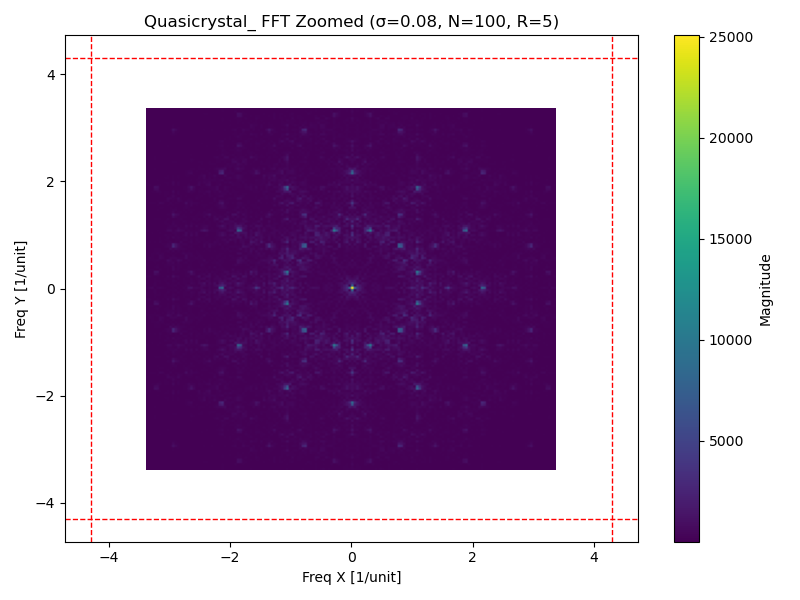 Quasicrystal_ FFT Zoomed (σ=0.08, N=100, R=5)
25000
20000
15000
10000
5000
Magnitude
4
2
0
−2
−4
Freq Y [1/unit]
−4 −2 0 2 4
Freq X [1/unit]